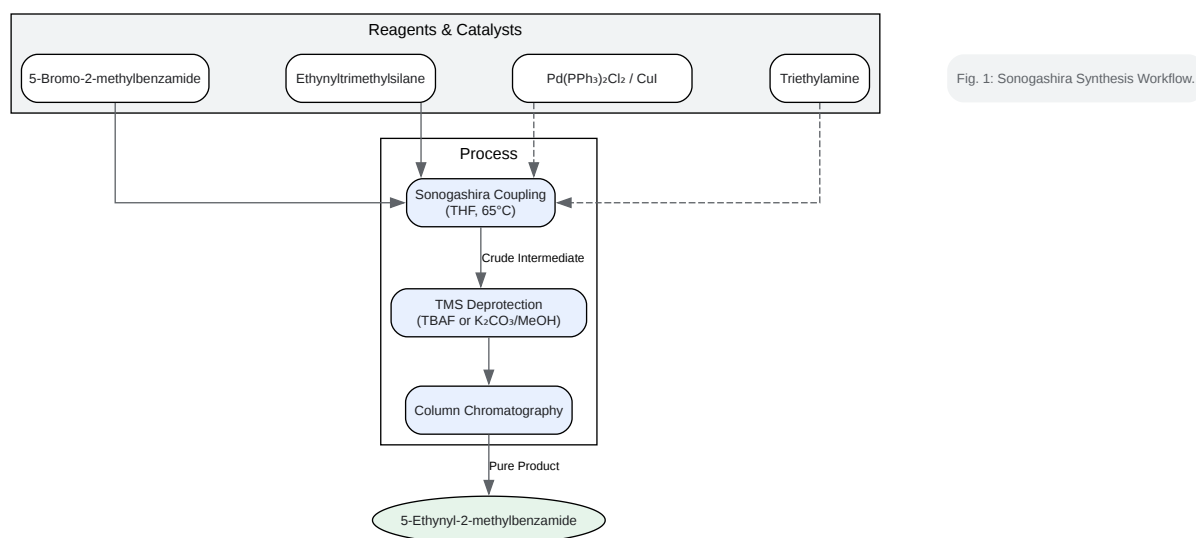 Reagents & Catalysts
5-Bromo-2-methylbenzamide
Ethynyltrimethylsilane
Pd(PPh₃)₂Cl₂ / CuI
Triethylamine
Fig. 1: Sonogashira Synthesis Workflow.
Process
Sonogashira Coupling
(THF, 65°C)
Crude Intermediate
TMS Deprotection
(TBAF or K₂CO₃/MeOH)
Column Chromatography
Pure Product
5-Ethynyl-2-methylbenzamide